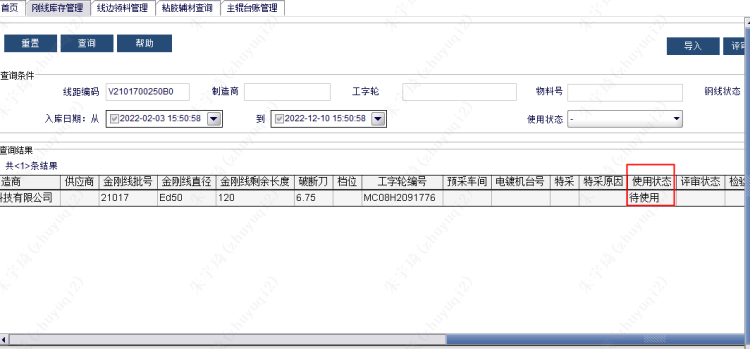 首页 刚线库存管理 线边领料管理 粘胶辅材查询 主辊台账管理
重置 查询 帮助 导入 评审
查询条件
线距编码 V2101700250B0 制造商 工字轮 物料号 钢线状态
入库日期：从 2022-02-03 15:50:58 到 2022-12-10 15:50:58 使用状态 -
查询结果
共<1>条结果
造商 供应商 金刚线批号 金刚线直径 金刚线剩余长度 破断刀 档位 工字轮编号 预采车间 电镀机台号 特采 特采原因 使用状态 评审状态 检验
科技有限公司 21017 Ed50 120 6.75 MC08H2091776 待使用
朱宇琦(zhuyuq12)